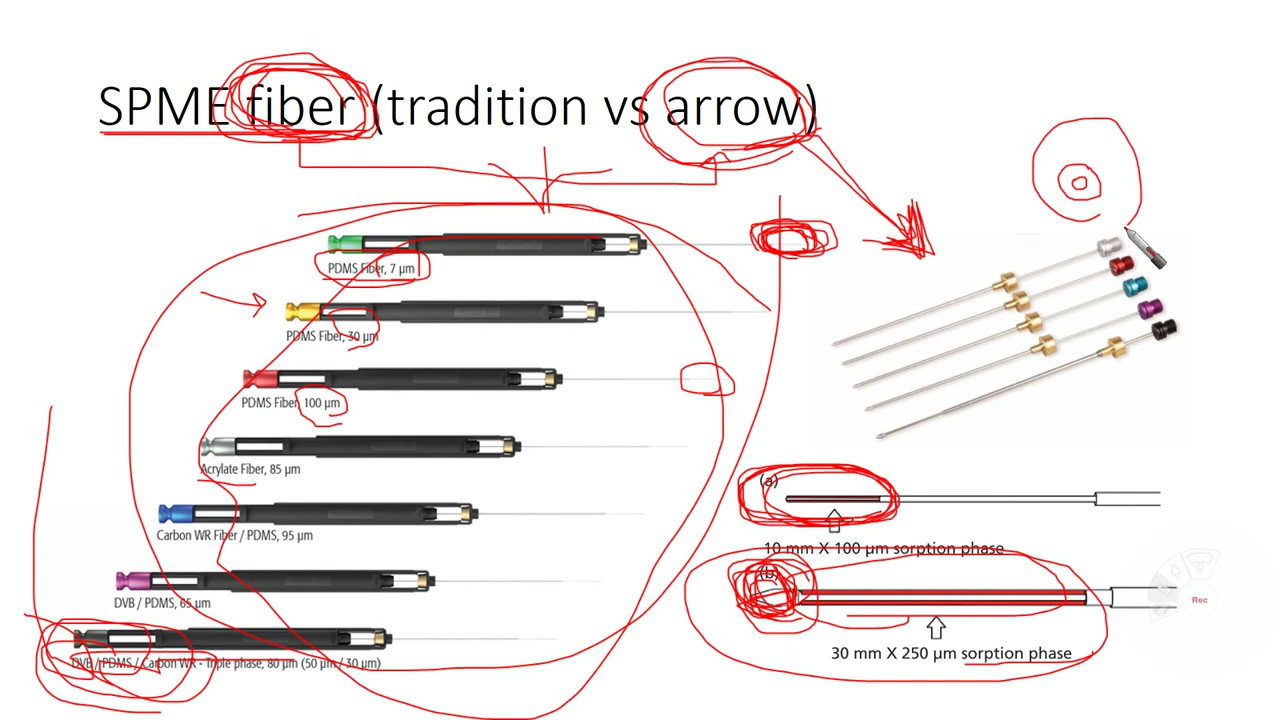 SPME fiber (tradition vs arrow)
PDMS Fiber, 7 µm
PDMS Fiber, 30 µm
PDMS Fiber, 100 µm
Acrylate Fiber, 85 µm
Carbon WR Fiber / PDMS, 95 µm
DVB / PDMS, 65 µm
DVB / PDMS / Carbon WR - Triple phase, 80 µm (50 µm / 30 µm)
(a)
10 mm X 100 µm sorption phase
(b)
30 mm X 250 µm sorption phase
Rec